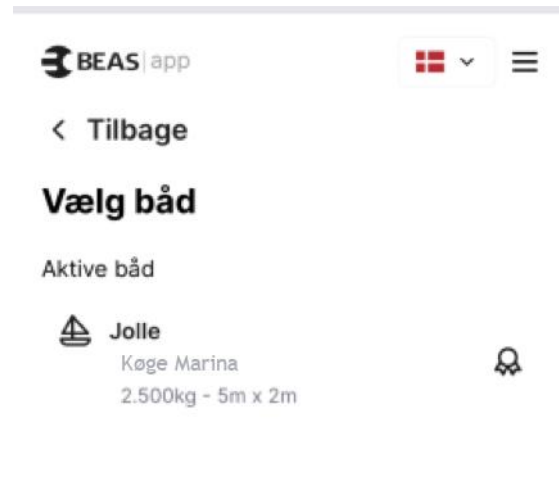 BEAS app
Tilbage
Vælg båd
Aktive båd
Jolle
Køge Marina
2.500kg - 5m x 2m